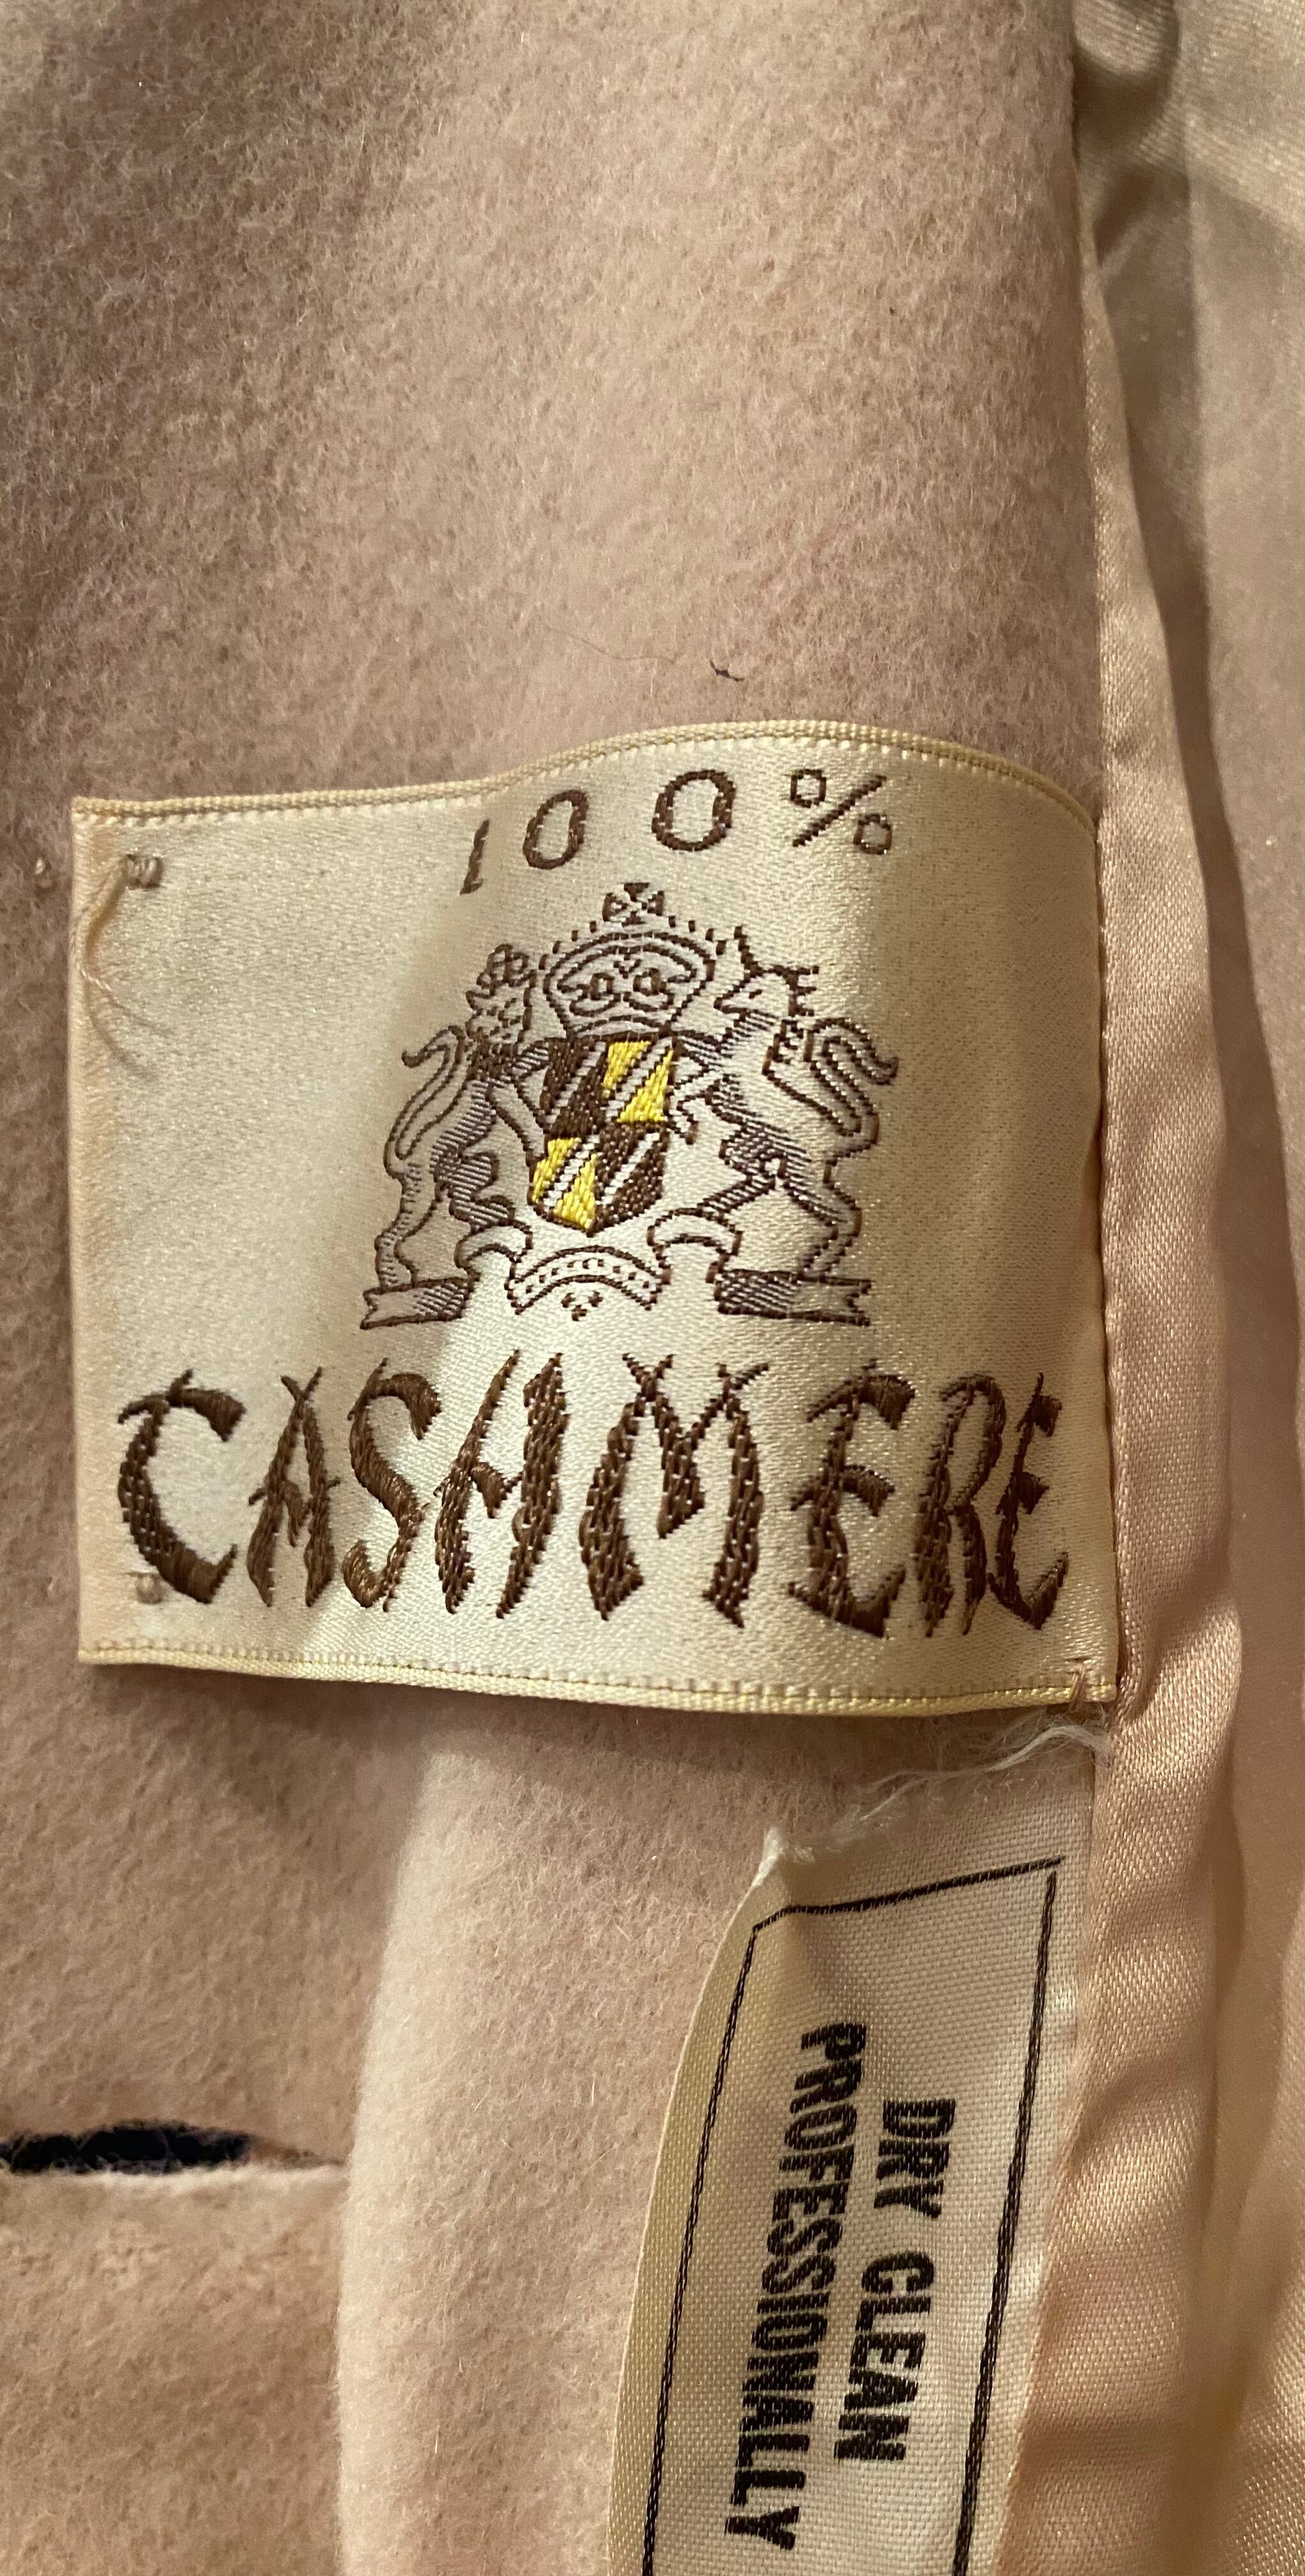 100%
CASHMERE
DRY CLEAN
PROFESSIONALLY